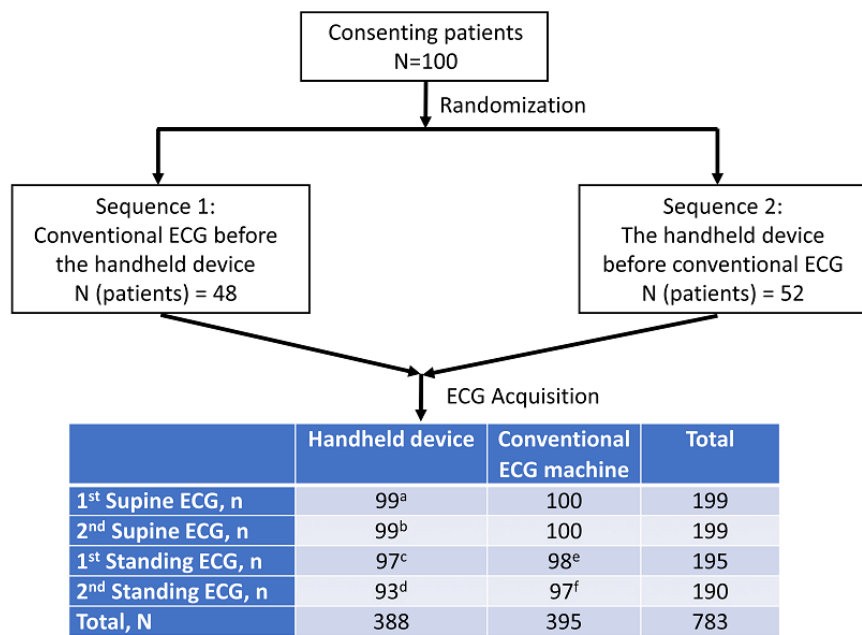 Consenting patients
N=100
Randomization
Sequence 1:
Conventional ECG before
the handheld device
N (patients) = 48
Sequence 2:
The handheld device
before conventional ECG
N (patients) = 52
ECG Acquisition
Handheld device Conventional ECG machine Total
1st Supine ECG, n 99a 100 199
2nd Supine ECG, n 99b 100 199
1st Standing ECG, n 97c 98e 195
2nd Standing ECG, n 93d 97f 190
Total, N 388 395 783